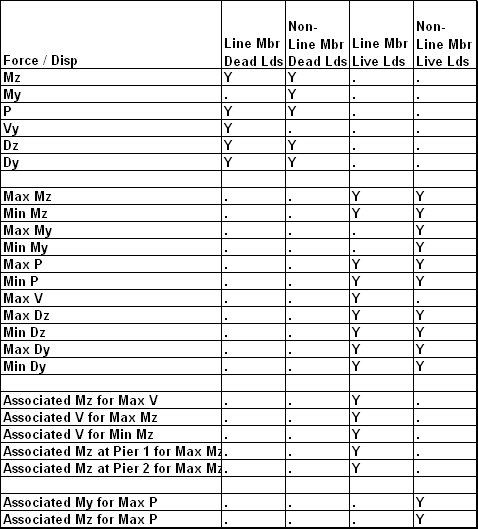 Force / Disp Line Mbr Dead Lds Non-Line Mbr Dead Lds Line Mbr Live Lds Non-Line Mbr Live Lds
Mz Y Y . .
My . Y . .
P Y Y . .
Vy Y . . .
Dz Y Y . .
Dy Y Y . .
Max Mz . . Y Y
Min Mz . . Y Y
Max My . . . Y
Min My . . . Y
Max P . . Y Y
Min P . . Y Y
Max V . . Y .
Max Dz . . Y Y
Min Dz . . Y Y
Max Dy . . Y Y
Min Dy . . Y Y
Associated Mz for Max V . . Y .
Associated V for Max Mz . . Y .
Associated V for Min Mz . . Y .
Associated Mz at Pier 1 for Max Mz . . Y .
Associated Mz at Pier 2 for Max Mz . . Y .
Associated My for Max P . . . Y
Associated Mz for Max P . . . Y